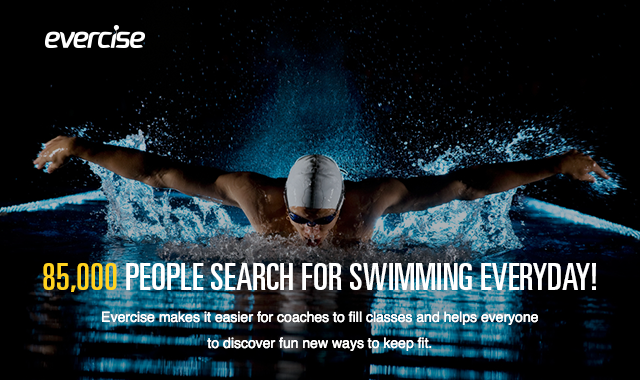 evercise
85,000 PEOPLE SEARCH FOR SWIMMING EVERYDAY!
Evercise makes it easier for coaches to fill classes and helps everyone
to discover fun new ways to keep fit.